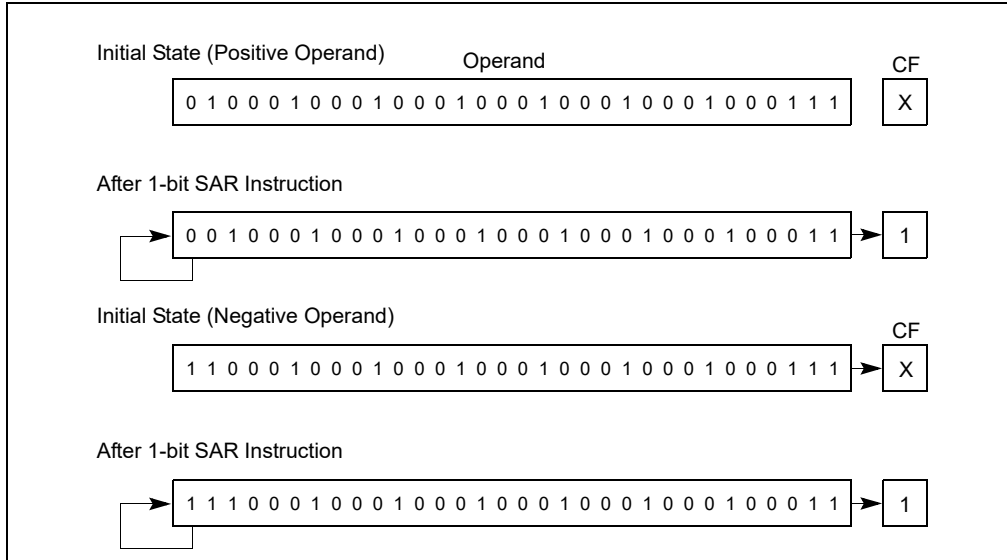 Initial State (Positive Operand)
Operand
CF
0 1 0 0 0 1 0 0 0 1 0 0 0 1 0 0 0 1 0 0 0 1 0 0 0 1 0 0 0 1 1 1
X
After 1-bit SAR Instruction
0 0 1 0 0 0 1 0 0 0 1 0 0 0 1 0 0 0 1 0 0 0 1 0 0 0 1 0 0 0 1 1
1
Initial State (Negative Operand)
CF
1 1 0 0 0 1 0 0 0 1 0 0 0 1 0 0 0 1 0 0 0 1 0 0 0 1 0 0 0 1 1 1
X
After 1-bit SAR Instruction
1 1 1 0 0 0 1 0 0 0 1 0 0 0 1 0 0 0 1 0 0 0 1 0 0 0 1 0 0 0 1 1
1